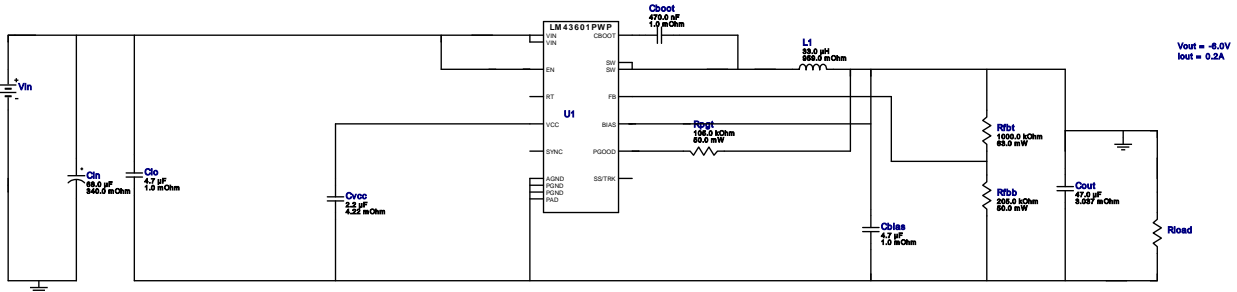 Cboot
470.0 nF
1.0 mOhm
LM43601PWP
VIN
VIN
CBOOT
EN
SW
SW
RT
FB
U1
VCC
BIAS
SYNC
PGOOD
AGND
PGND
PGND
PAD
SS/TRK
L1
33.0 µH
959.0 mOhm
Vout = -6.0V
Iout = 0.2A
Vin
Cin
68.0 µF
340.0 mOhm
Cio
4.7 µF
1.0 mOhm
Cvcc
2.2 µF
4.22 mOhm
Rpgt
105.0 kOhm
50.0 mW
Cbias
4.7 µF
1.0 mOhm
Rfbt
1000.0 kOhm
63.0 mW
Rfbb
205.0 kOhm
50.0 mW
Cout
47.0 µF
3.037 mOhm
Rload